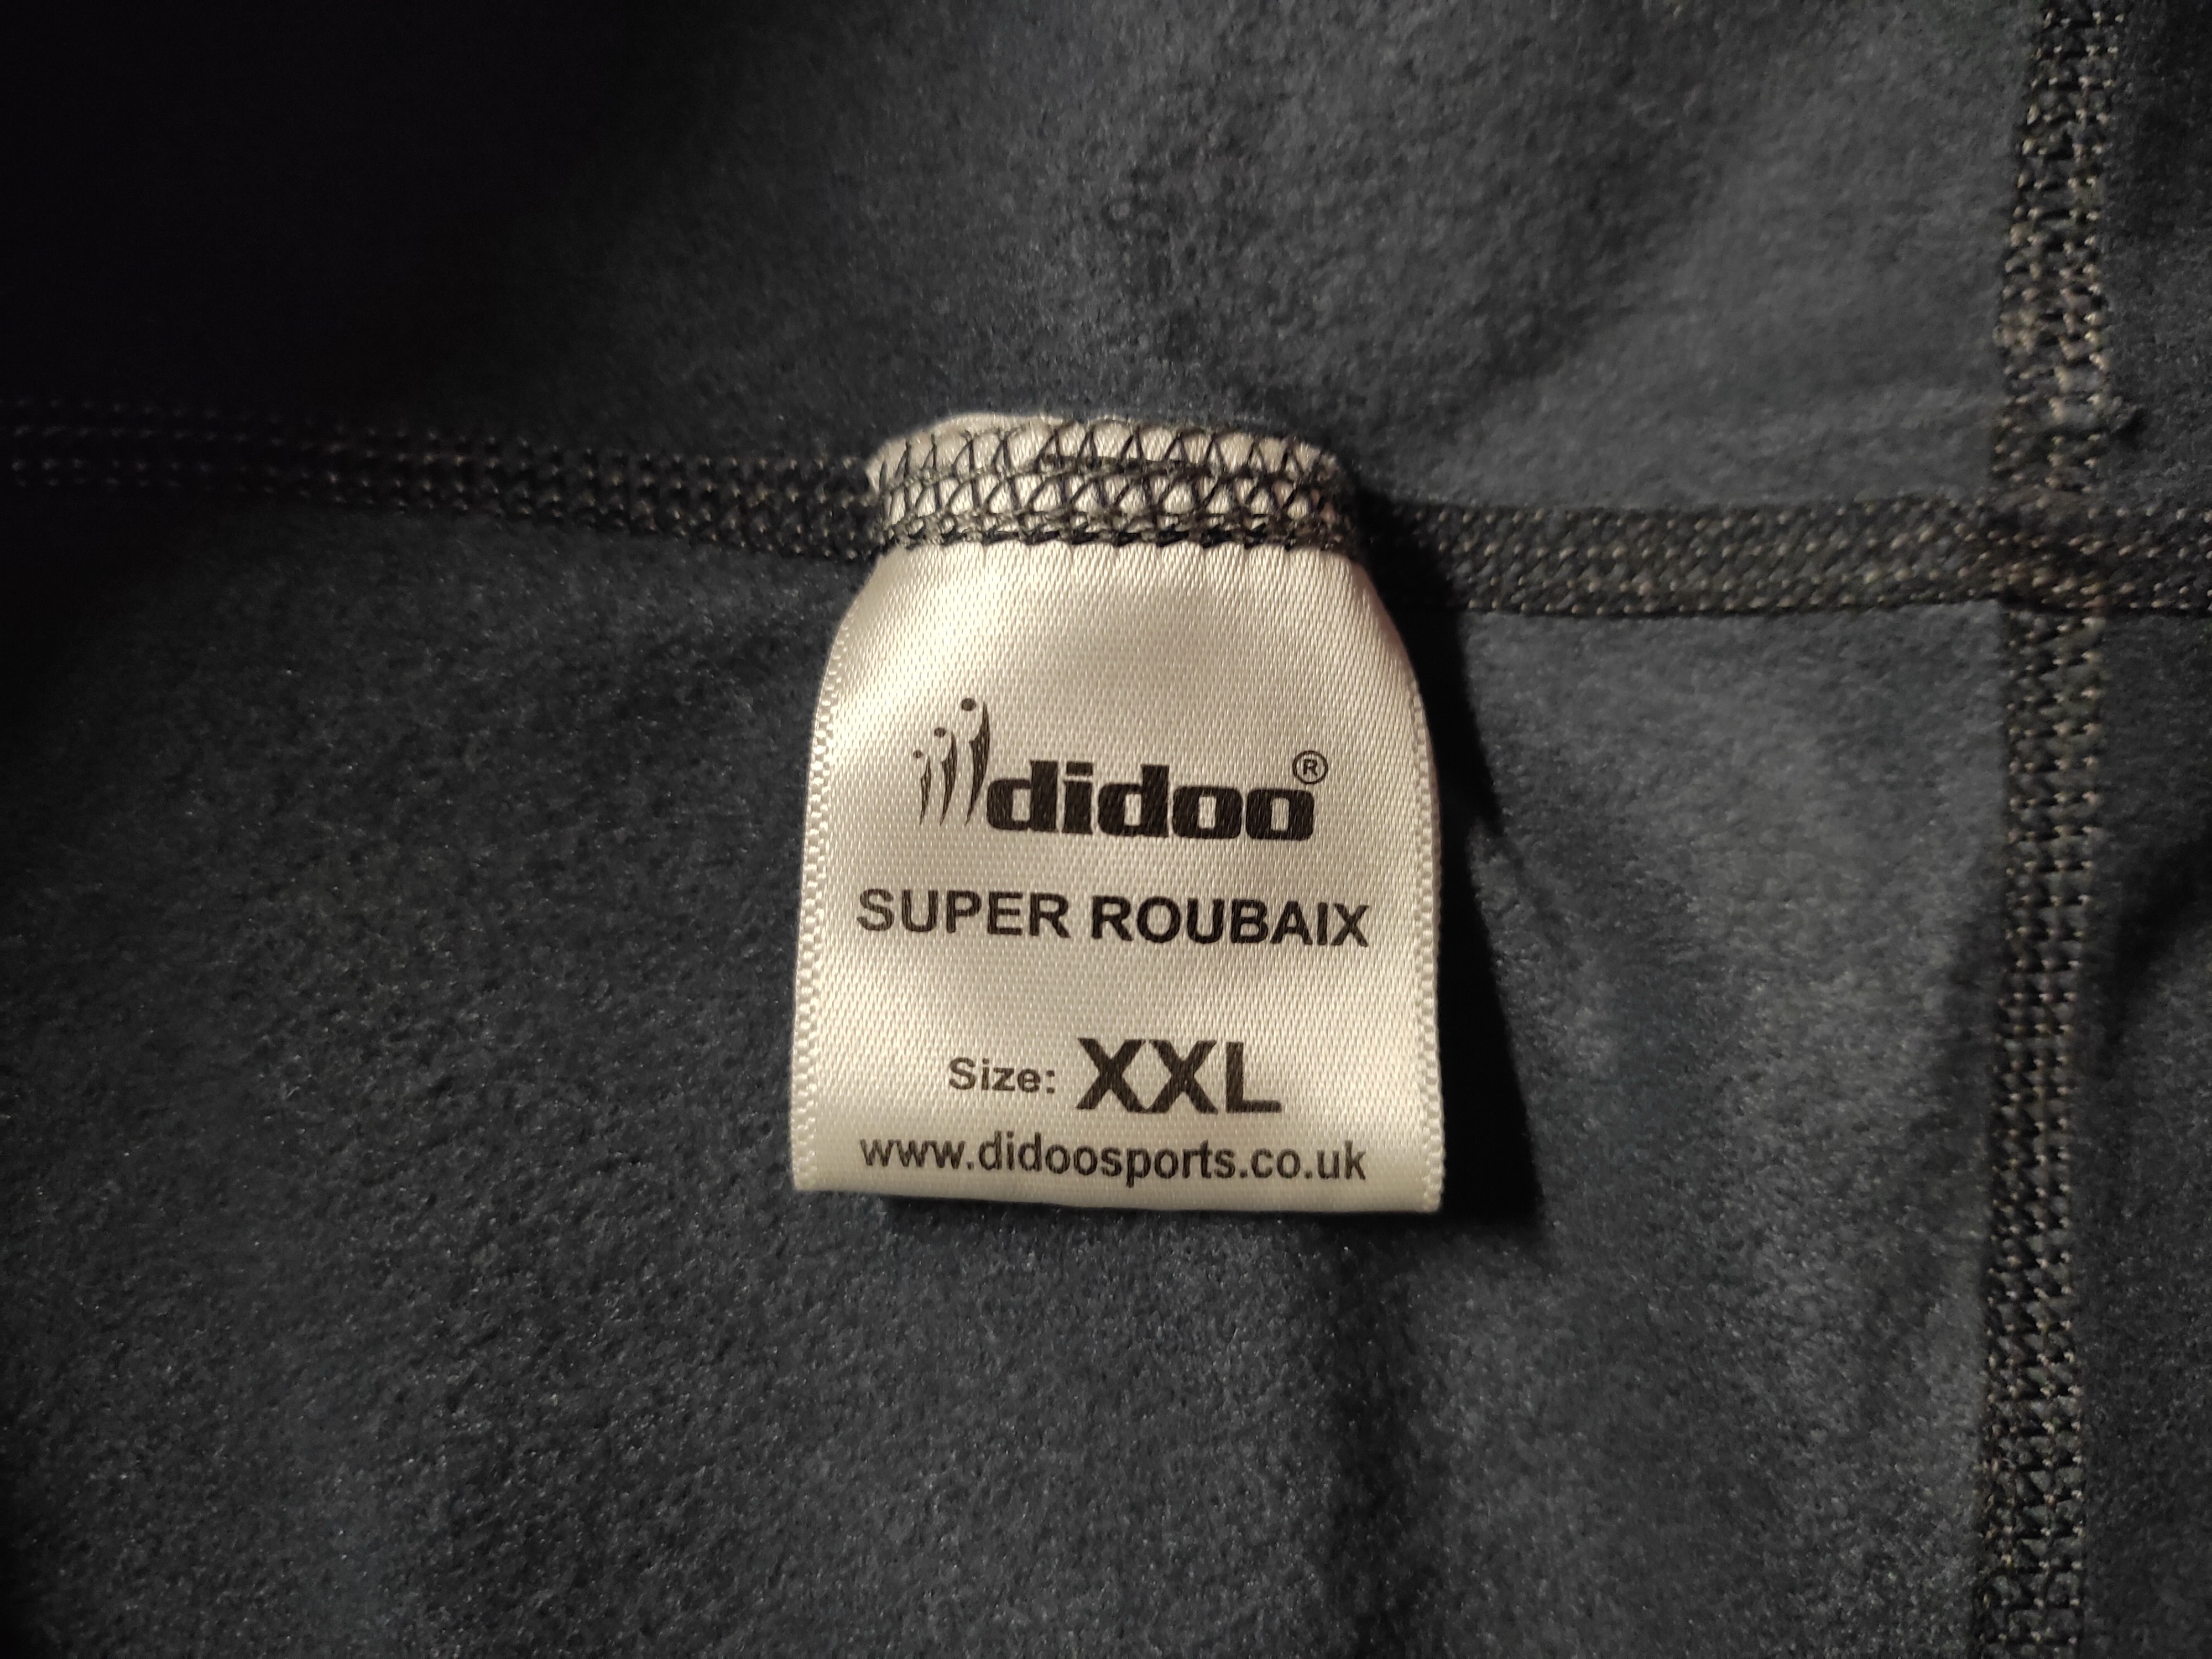 didoo®
SUPER ROUBAIX
Size: XXL
www.didoosports.co.uk